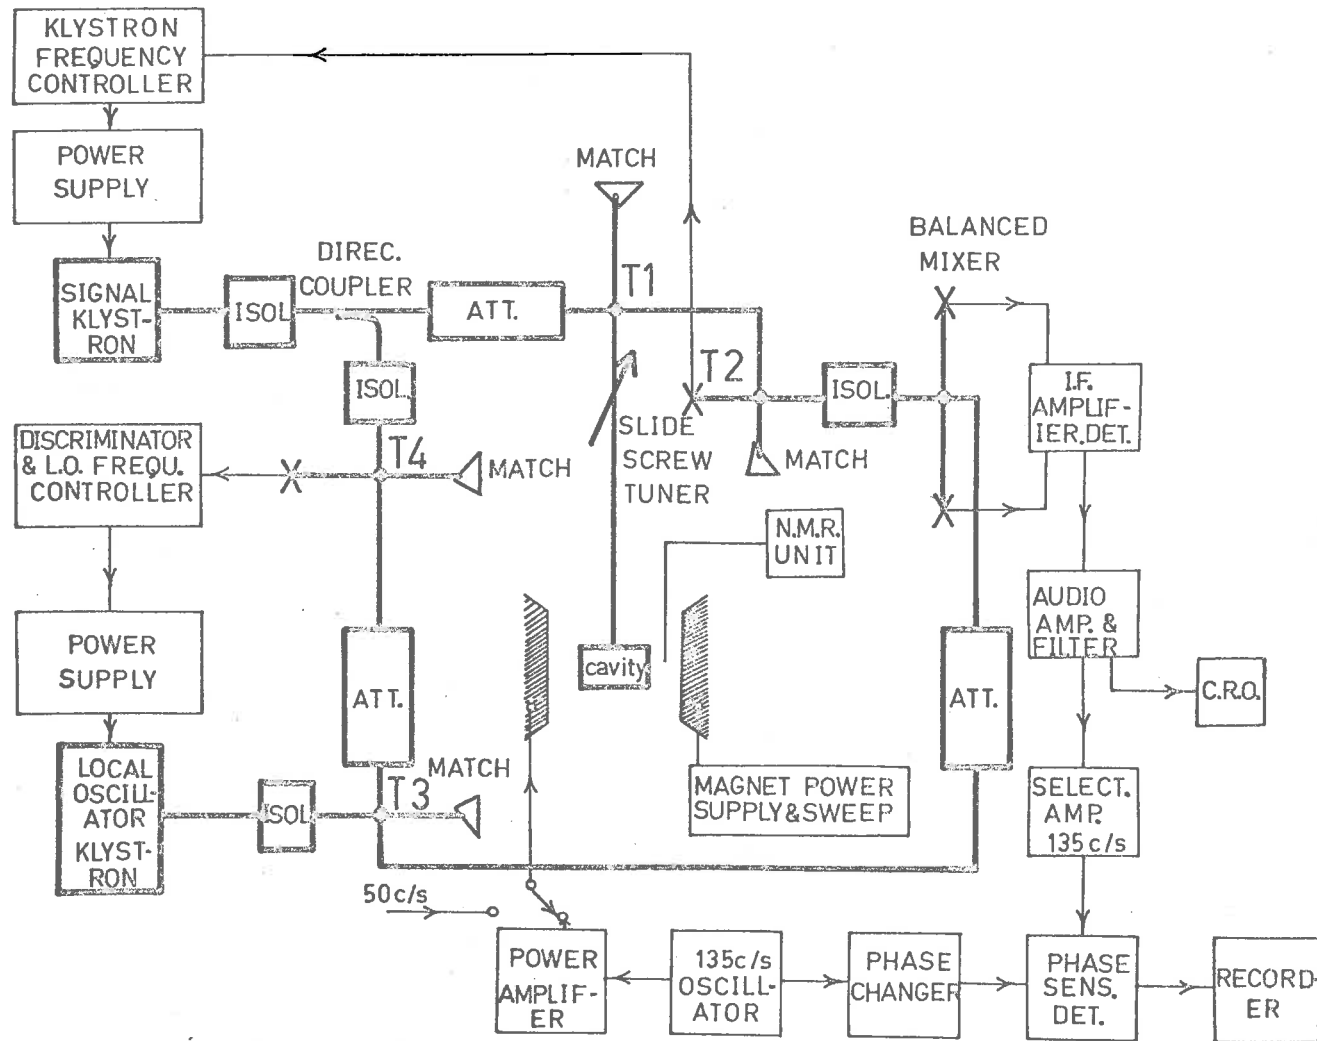 KLYSTRON
FREQUENCY
CONTROLLER
POWER
SUPPLY
SIGNAL
KLYST-
RON
ISOL
DIREC.
COUPLER
ATT.
MATCH
T1
T2
SLIDE
SCREW
TUNER
MATCH
ISOL.
BALANCED
MIXER
I.F.
AMPLIF-
IER.DET.
ISOL.
T4
MATCH
DISCRIMINATOR
& L.O. FREQU.
CONTROLLER
POWER
SUPPLY
LOCAL
OSCILL-
ATOR
KLYST-
RON
ISOL
ATT.
T3
MATCH
N.M.R.
UNIT
cavity
MAGNET POWER
SUPPLY&SWEEP
ATT.
AUDIO
AMP. &
FILTER
C.R.O.
SELECT.
AMP.
135c/s
50c/s
POWER
AMPLIF-
ER
135c/s
OSCILL-
ATOR
PHASE
CHANGER
PHASE
SENS.
DET.
RECORD-
ER